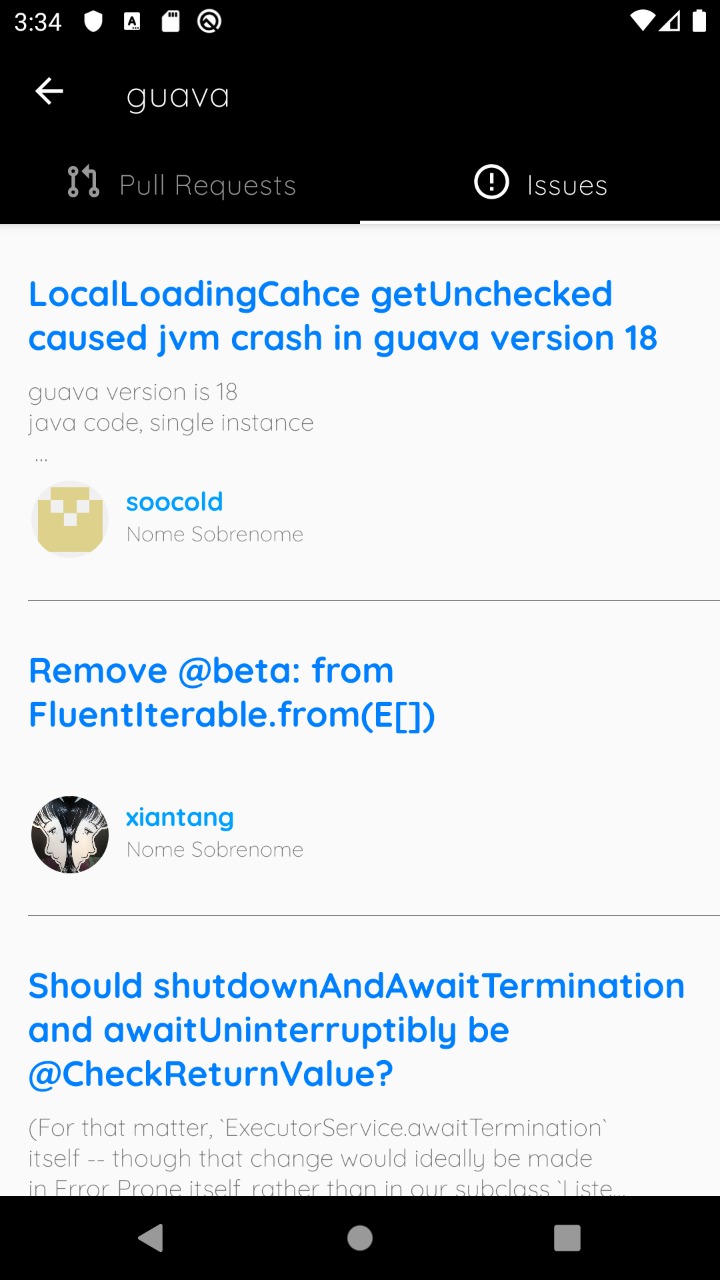 3:34
guava
Pull Requests
Issues
LocalLoadingCahce getUnchecked
caused jvm crash in guava version 18
guava version is 18
java code, single instance
...
soocold
Nome Sobrenome
Remove @beta: from
FluentIterable.from(E[])
xiantang
Nome Sobrenome
Should shutdownAndAwaitTermination
and awaitUninterruptibly be
@CheckReturnValue?
(For that matter, `ExecutorService.awaitTermination`
itself -- though that change would ideally be made
in Error Prone itself, rather than in our subclass `Liste...